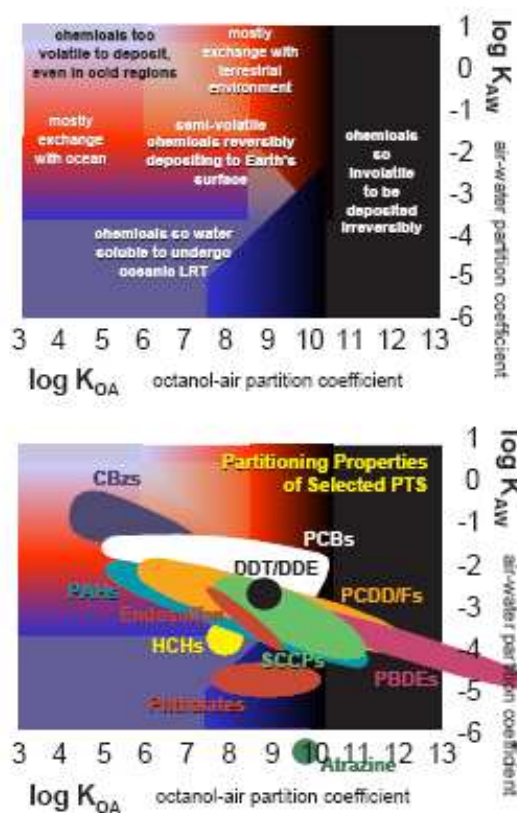 chemicals too
volatile to deposit,
even in cold regions
mostly
exchange with
terrestrial
environment
mostly
exchange
with ocean
semi-volatile
chemicals reversibly
depositing to Earth's
surface
chemicals
so
involatile
to be
deposited
irreversibly
chemicals so water
soluble to undergo
oceanic LRT
1
0
-1
-2
-3
-4
-5
-6
log KAW
air-water partition coefficient
3 4 5 6 7 8 9 10 11 12 13
log KOA octanol-air partition coefficient
Partitioning Properties
of Selected PTS
CBzs
PCBs
DDT/DDE
PAHs
PCDD/Fs
Endosulfan
HCHs
SCCPs
PBDEs
Phthalates
Atrazine
1
0
-1
-2
-3
-4
-5
-6
log KAW
air-water partition coefficient
3 4 5 6 7 8 9 10 11 12 13
log KOA octanol-air partition coefficient